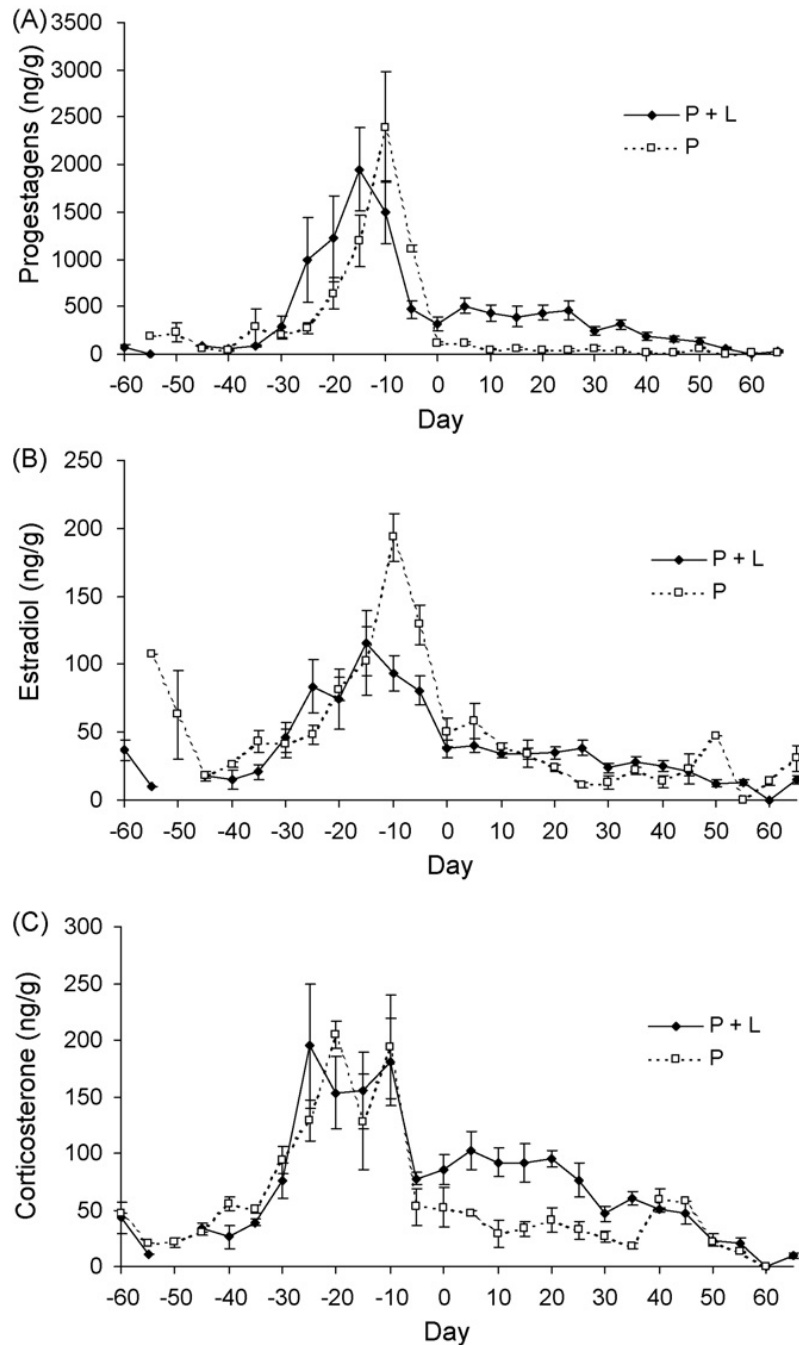 (A)
3500
3000
2500
2000
1500
1000
500
0
Progestagens (ng/g)
P + L
P
-60 -50 -40 -30 -20 -10 0 10 20 30 40 50 60
Day
(B)
250
200
150
100
50
0
Estradiol (ng/g)
P + L
P
-60 -50 -40 -30 -20 -10 0 10 20 30 40 50 60
Day
(C)
300
250
200
150
100
50
0
Corticosterone (ng/g)
P + L
P
-60 -50 -40 -30 -20 -10 0 10 20 30 40 50 60
Day